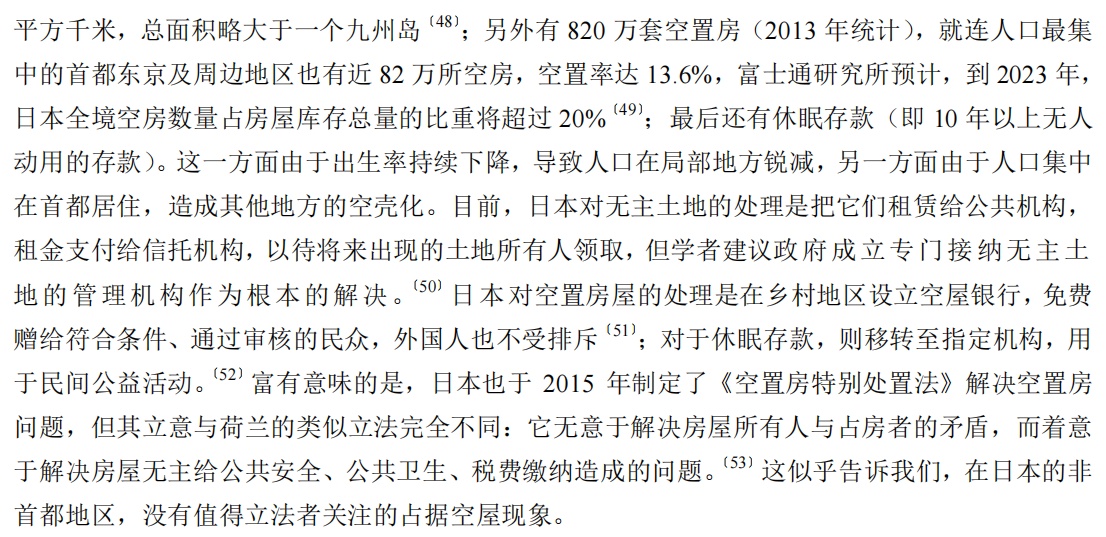 平方千米，总面积略大于一个九州岛〔48〕；另外有 820 万套空置房（2013 年统计），就连人口最集
中的首都东京及周边地区也有近 82 万所空房，空置率达 13.6%，富士通研究所预计，到 2023 年，
日本全境空房数量占房屋库存总量的比重将超过 20%〔49〕；最后还有休眠存款（即 10 年以上无人
动用的存款）。这一方面由于出生率持续下降，导致人口在局部地方锐减，另一方面由于人口集中
在首都居住，造成其他地方的空壳化。目前，日本对无主土地的处理是把它们租赁给公共机构，
租金支付给信托机构，以待将来出现的土地所有人领取，但学者建议政府成立专门接纳无主土
地的管理机构作为根本的解决。〔50〕日本对空置房屋的处理是在乡村地区设立空屋银行，免费
赠给符合条件、通过审核的民众，外国人也不受排斥〔51〕；对于休眠存款，则移转至指定机构，用
于民间公益活动。〔52〕富有意味的是，日本也于 2015 年制定了《空置房特别处置法》解决空置房
问题，但其立意与荷兰的类似立法完全不同：它无意于解决房屋所有人与占房者的矛盾，而着意
于解决房屋无主给公共安全、公共卫生、税费缴纳造成的问题。〔53〕这似乎告诉我们，在日本的非
首都地区，没有值得立法者关注的占据空屋现象。